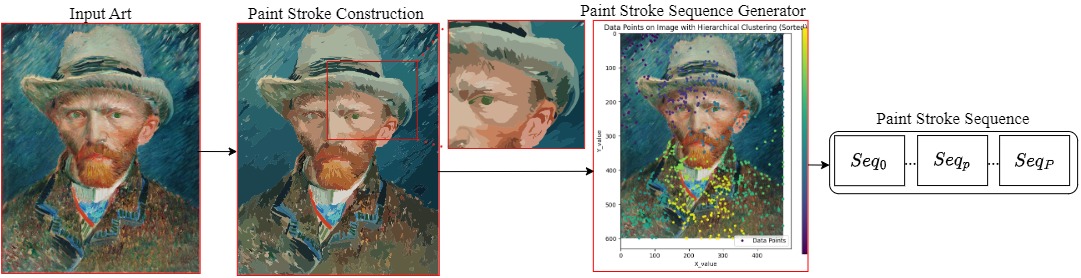 Input Art
Paint Stroke Construction
Paint Stroke Sequence Generator
Data Points on Image with Hierarchical Clustering (Sorted)
0
100
200
300
400
500
600
Y_value
0
100
200
300
400
X_value
Data Points
Paint Stroke Sequence
Seq0 ... Seqp ... SeqP